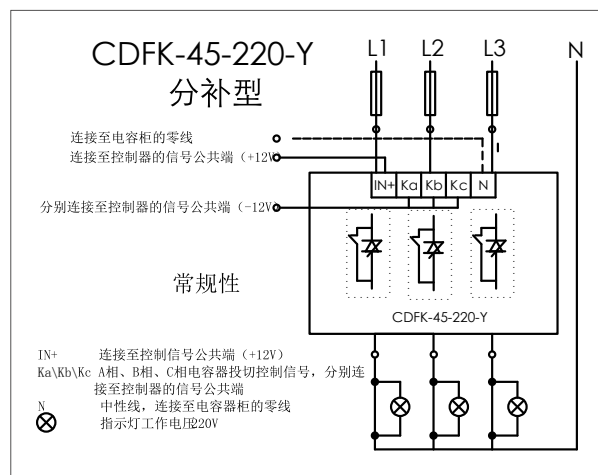 CDFK-45-220-Y
分补型
L1 L2 L3 N
连接至电容柜的零线
连接至控制器的信号公共端（+12V
IN+ Ka Kb Kc N
分别连接至控制器的信号公共端（-12V）
常规性
CDFK-45-220-Y
IN+ 连接至控制信号公共端（+12V）
Ka\Kb\Kc A相、B相、C相电容器投切控制信号，分别连
接至控制器的信号公共端
N 中性线，连接至电容器柜的零线
指示灯工作电压220V